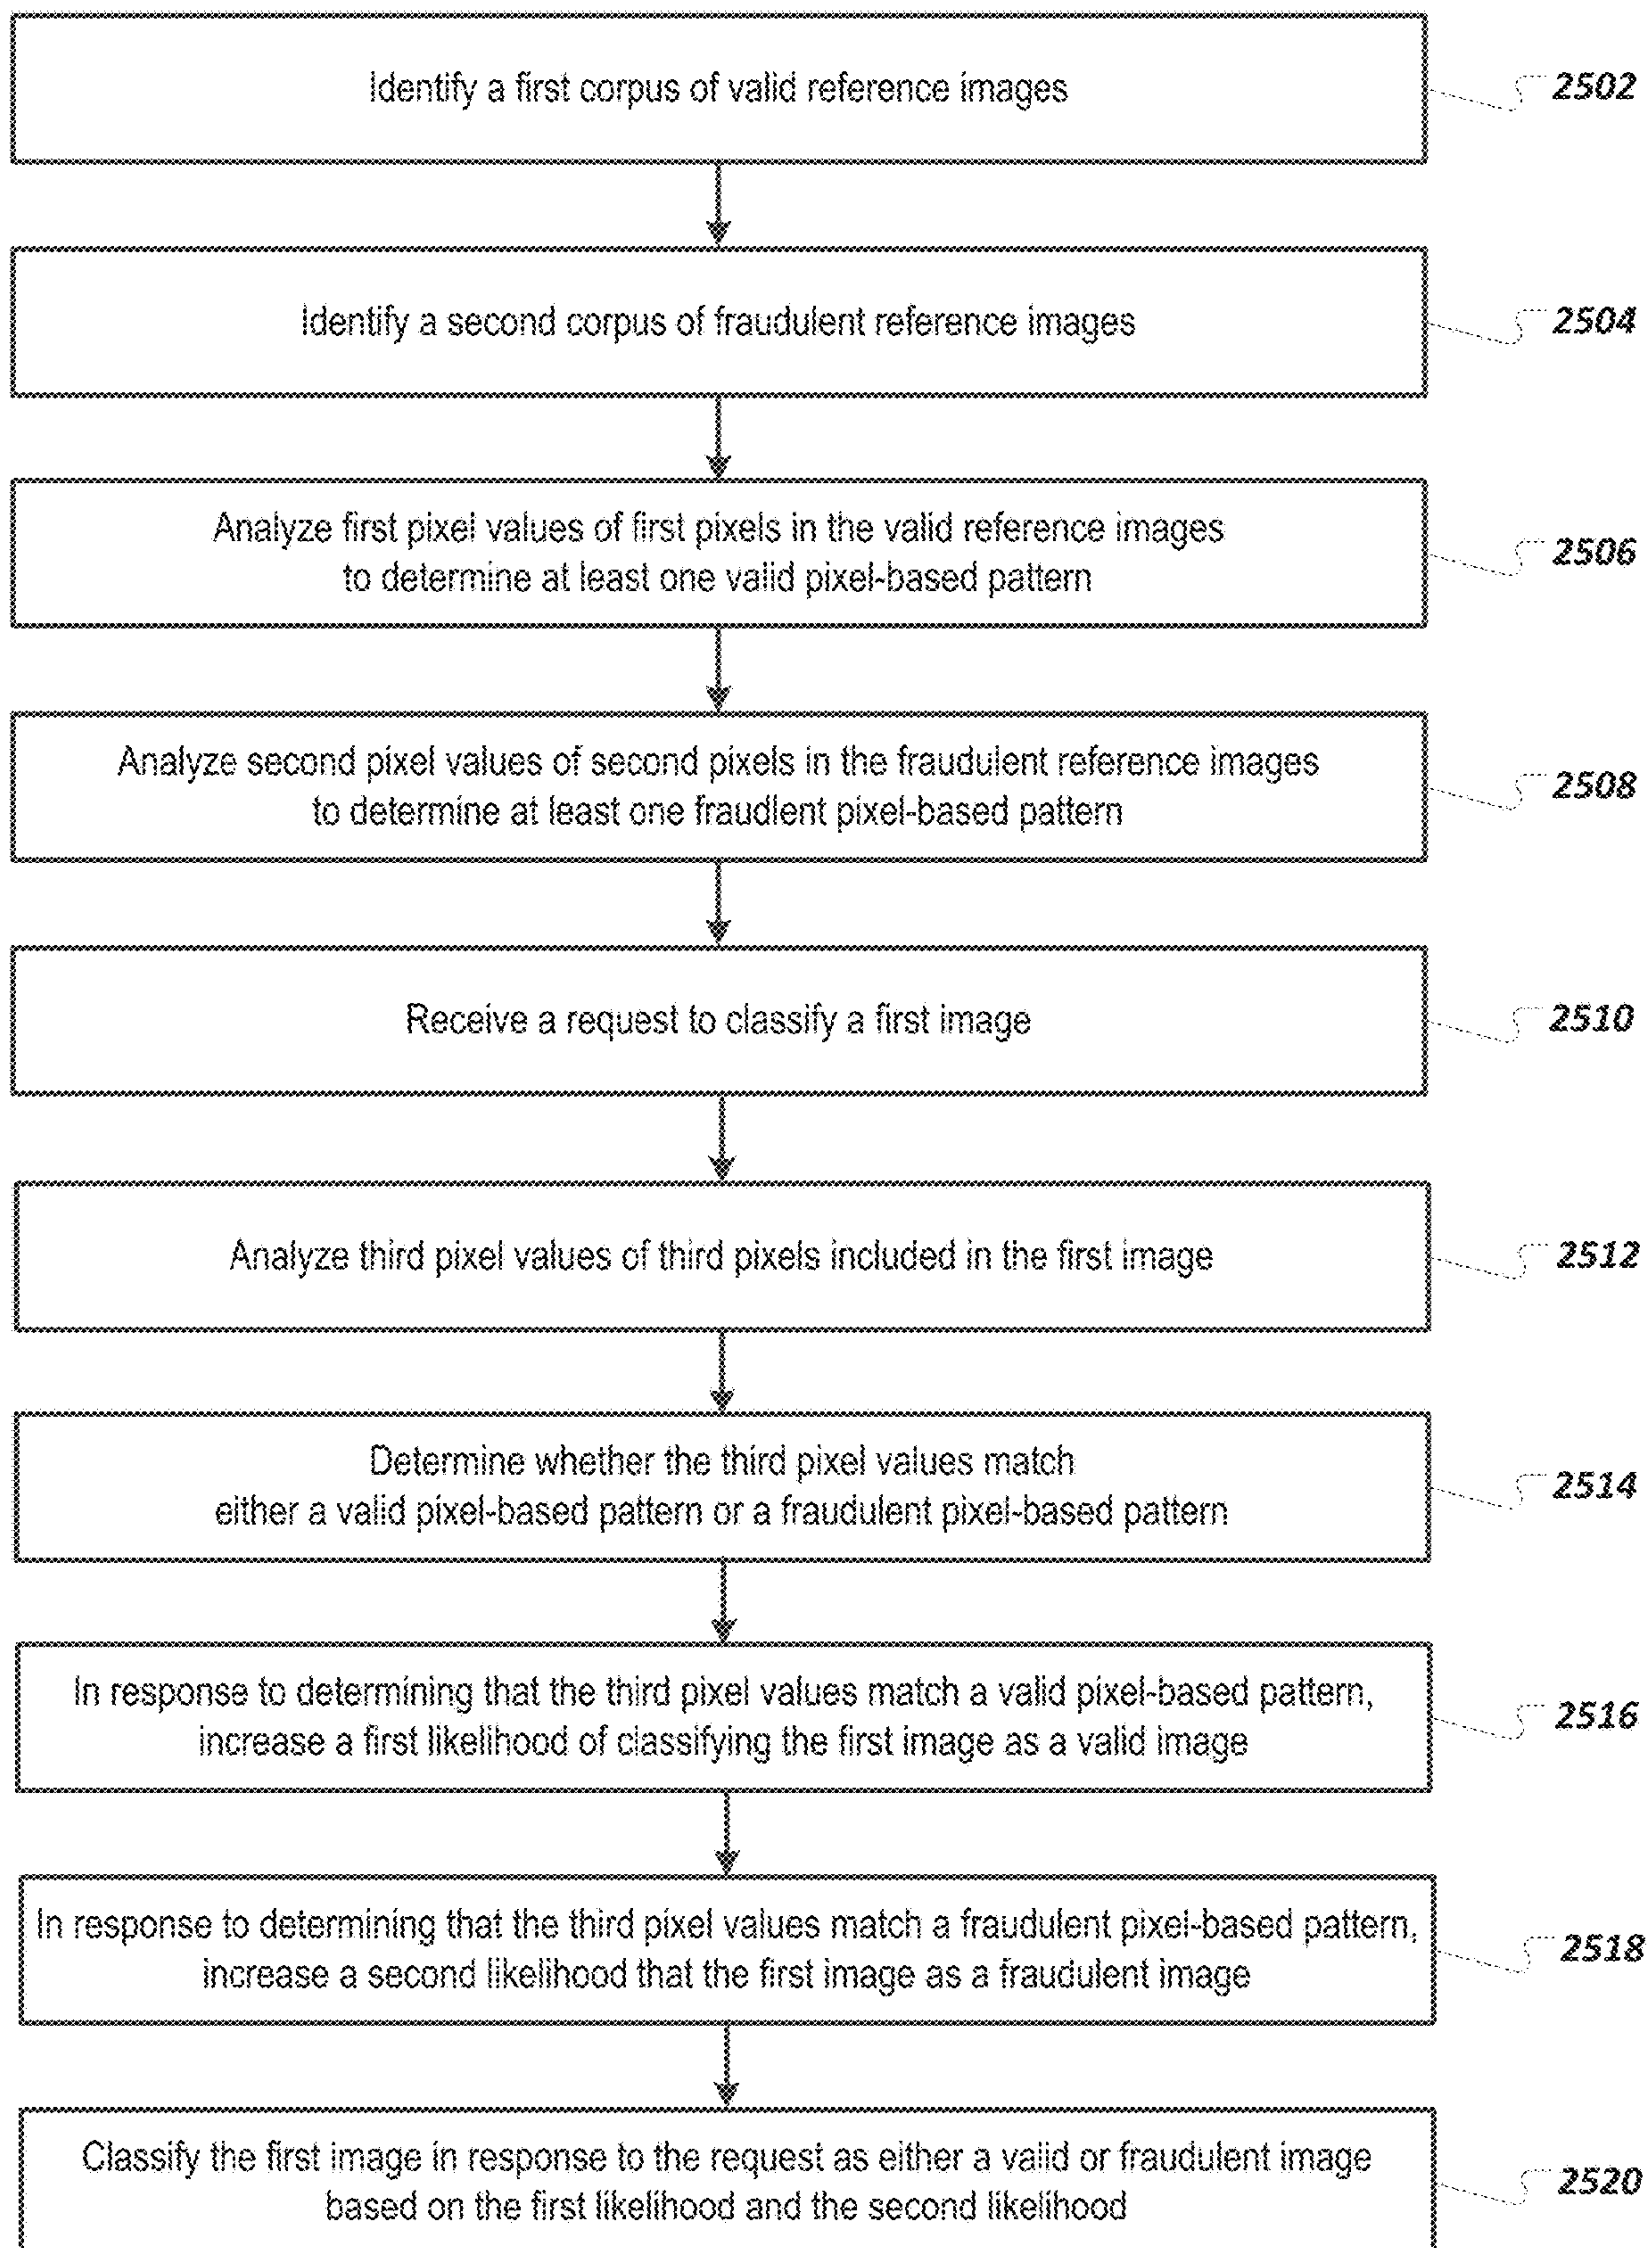 Identify a first corpus of valid reference images
2502
Identify a second corpus of fraudulent reference images
2504
Analyze first pixel values of first pixels in the valid reference images
to determine at least one valid pixel-based pattern
2506
Analyze second pixel values of second pixels in the fraudulent reference images
to determine at least one fraudlent pixel-based pattern
2508
Receive a request to classify a first image
2510
Analyze third pixel values of third pixels included in the first image
2512
Determine whether the third pixel values match
either a valid pixel-based pattern or a fraudulent pixel-based pattern
2514
In response to determining that the third pixel values match a valid pixel-based pattern,
increase a first likelihood of classifying the first image as a valid image
2516
In response to determining that the third pixel values match a fraudulent pixel-based pattern,
increase a second likelihood that the first image as a fraudulent image
2518
Classify the first image in response to the request as either a valid or fraudulent image
based on the first likelihood and the second likelihood
2520